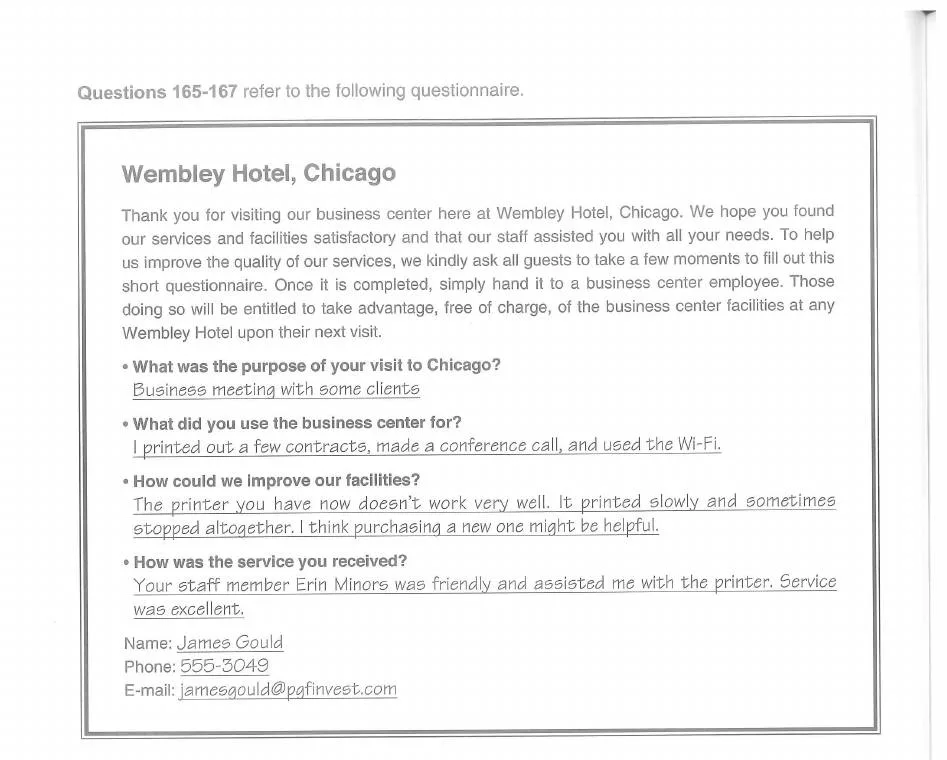 Questions 165-167 refer to the following questionnaire.
Wembley Hotel, Chicago
Thank you for visiting our business center here at Wembley Hotel, Chicago. We hope you found
our services and facilities satisfactory and that our staff assisted you with all your needs. To help
us improve the quality of our services, we kindly ask all guests to take a few moments to fill out this
short questionnaire. Once it is completed, simply hand it to a business center employee. Those
doing so will be entitled to take advantage, free of charge, of the business center facilities at any
Wembley Hotel upon their next visit.
• What was the purpose of your visit to Chicago?
Business meeting with some clients
• What did you use the business center for?
I printed out a few contracts, made a conference call, and used the Wi-Fi.
• How could we improve our facilities?
The printer you have now doesn't work very well. It printed slowly and sometimes
stopped altogether. I think purchasing a new one might be helpful.
• How was the service you received?
Your staff member Erin Minors was friendly and assisted me with the printer. Service
was excellent.
Name: James Gould
Phone: 555-3049
E-mail: jamesgould@pgfinvest.com